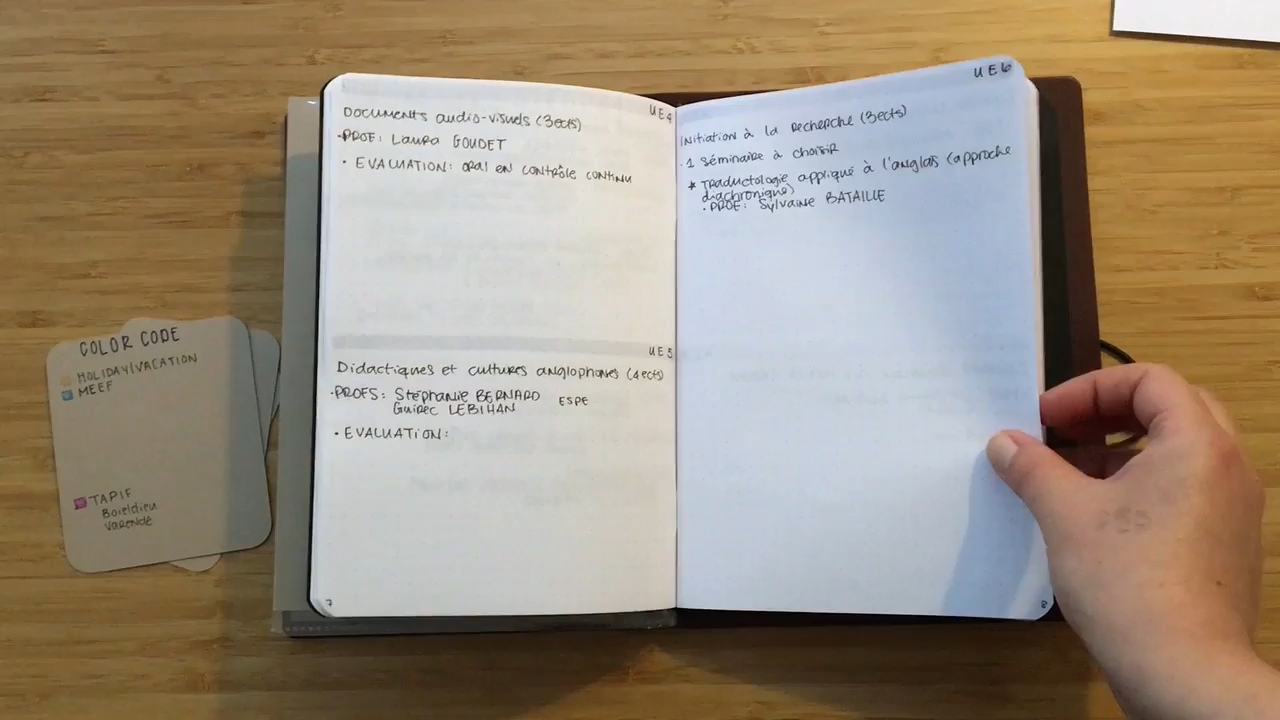 COLOR CODE
HOLIDAY/VACATION
MEEF
TAPIF
Boieldieu
Varende
UE4
Documents audio-visuels (3ects)
•PROF: Laura GOUDET
• EVALUATION: oral en contrôle continu
UE5
Didactiques et cultures anglophones (4ects)
•PROFS: Stéphanie BERNARD ESPE
Guirec LEBIHAN
• EVALUATION:
7
UE6
Initiation à la recherche (3ects)
•1 séminaire à choisir
* Traductologie appliqué à l'anglais (approche
diachronique)
• PROF: Sylvaine BATAILLE
8